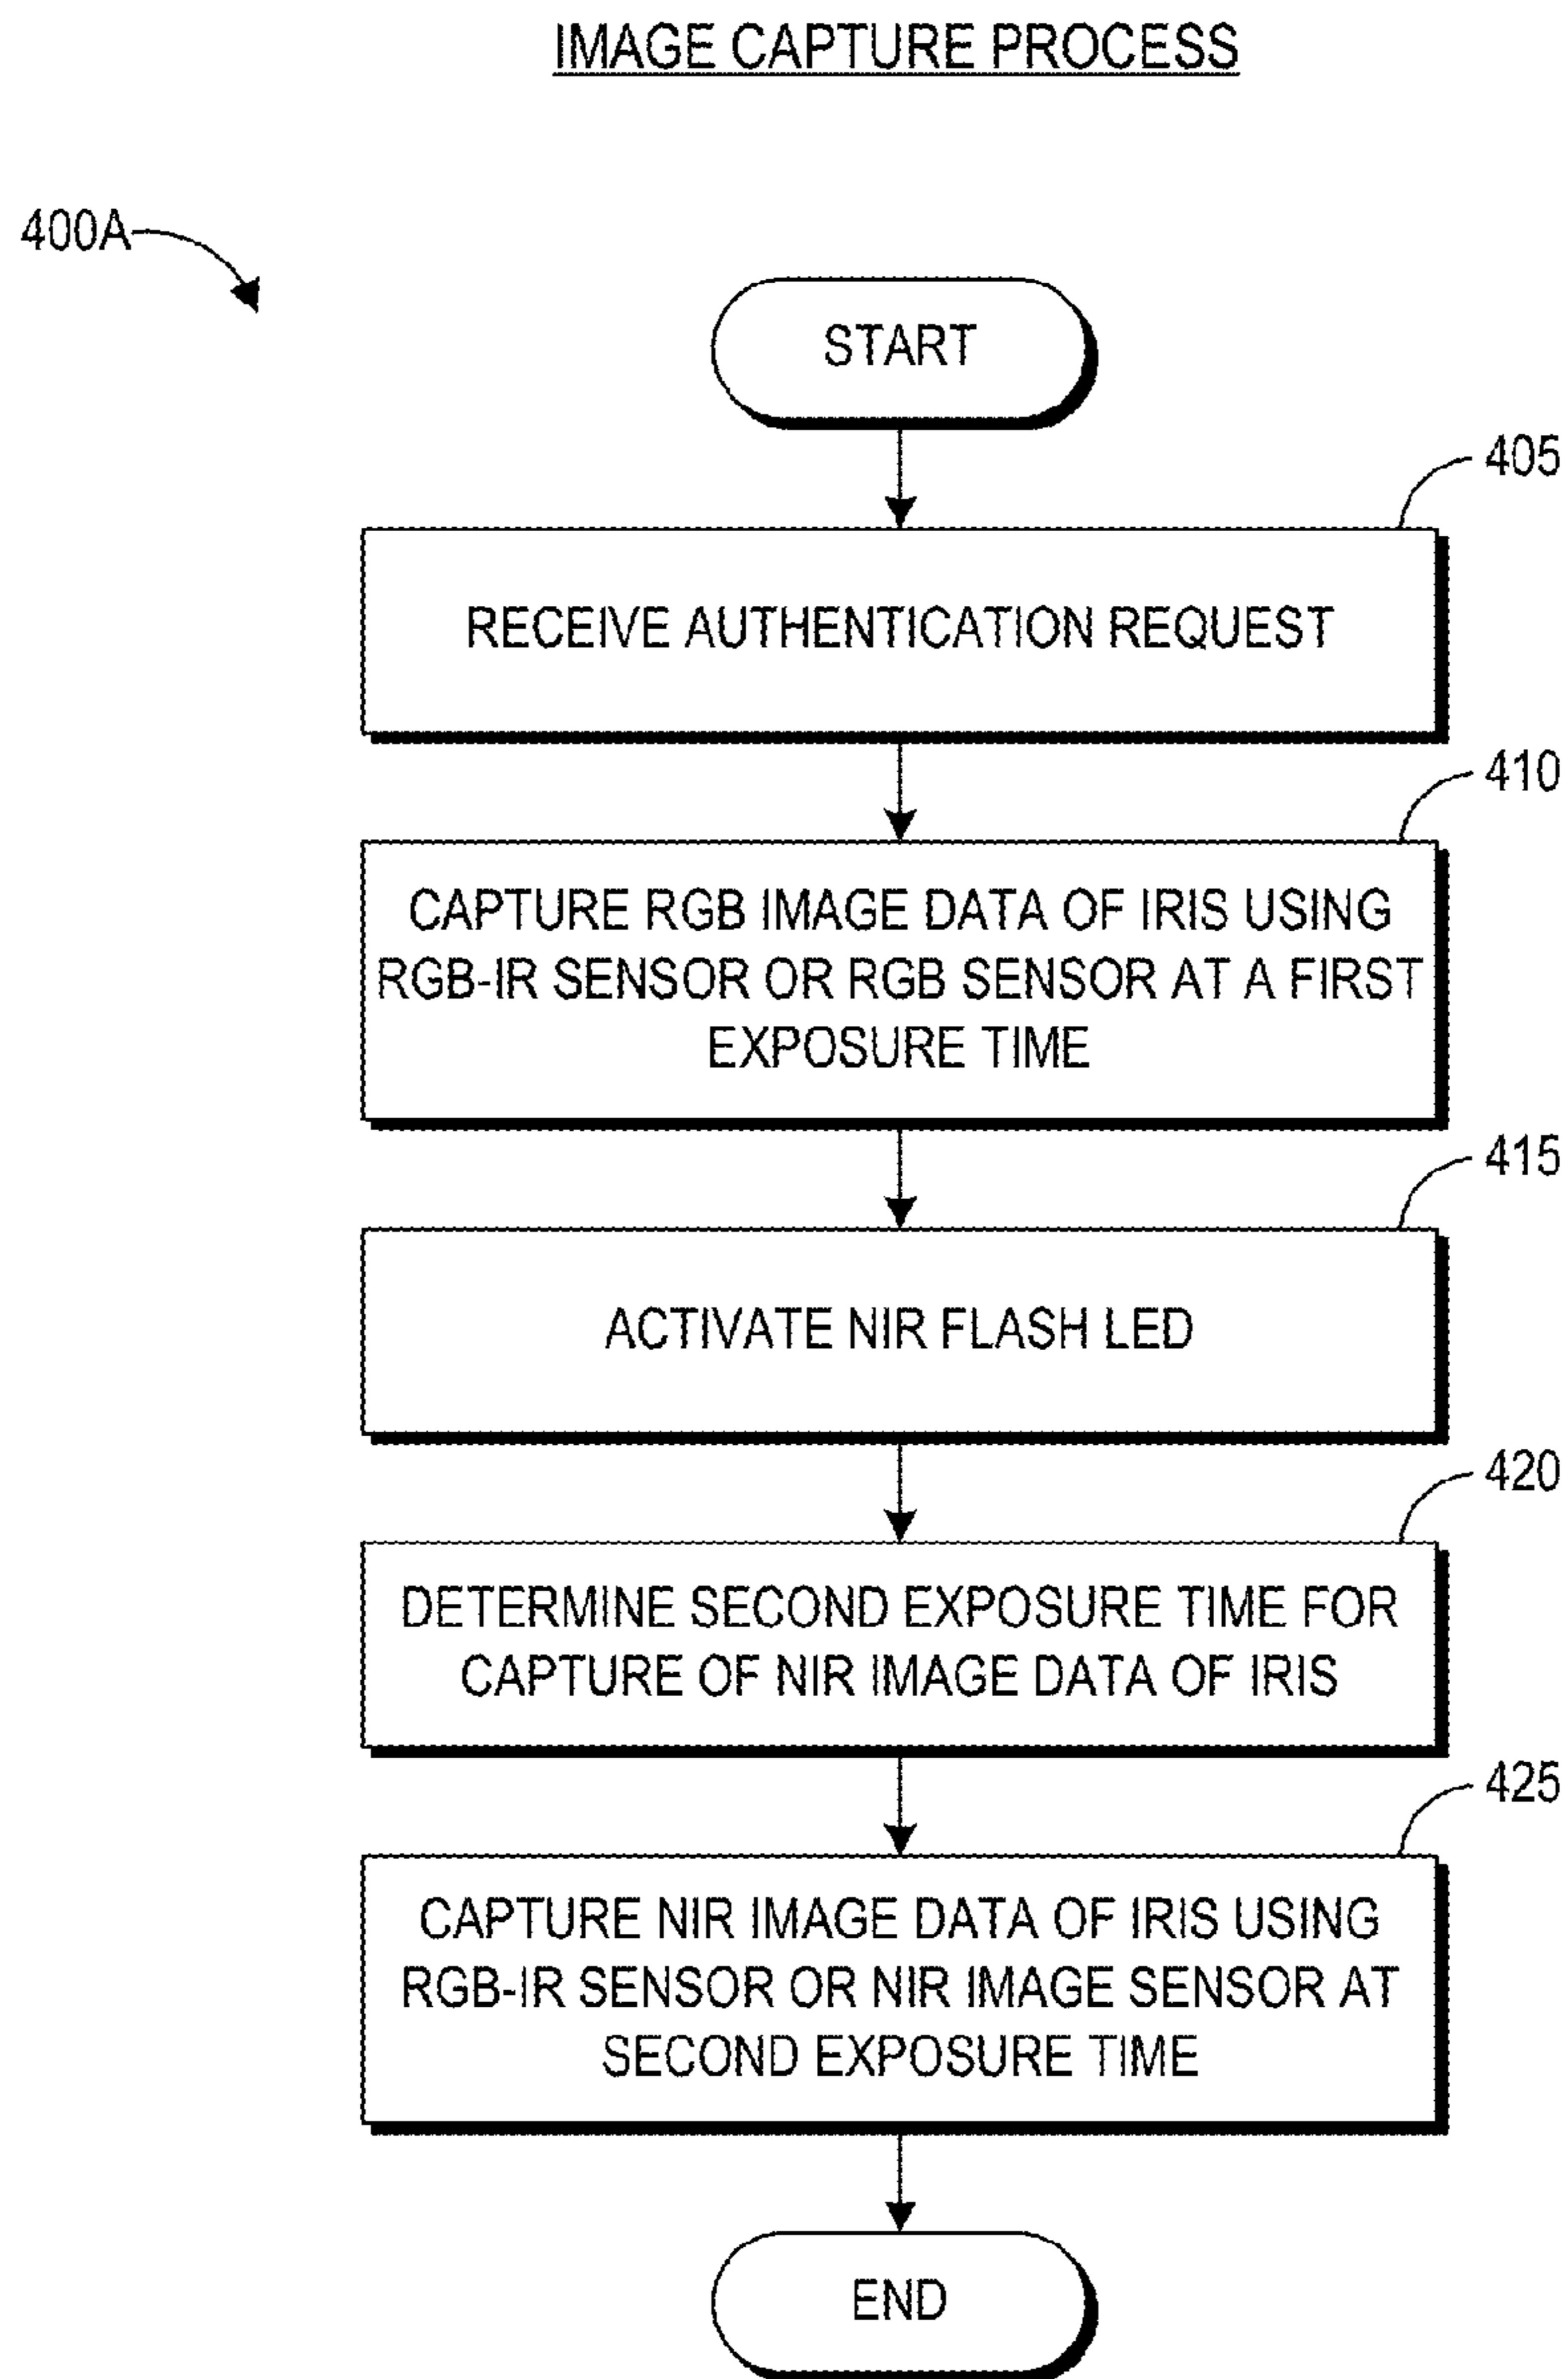 IMAGE CAPTURE PROCESS
400A
START
405
RECEIVE AUTHENTICATION REQUEST
410
CAPTURE RGB IMAGE DATA OF IRIS USING
RGB-IR SENSOR OR RGB SENSOR AT A FIRST
EXPOSURE TIME
415
ACTIVATE NIR FLASH LED
420
DETERMINE SECOND EXPOSURE TIME FOR
CAPTURE OF NIR IMAGE DATA OF IRIS
425
CAPTURE NIR IMAGE DATA OF IRIS USING
RGB-IR SENSOR OR NIR IMAGE SENSOR AT
SECOND EXPOSURE TIME
END